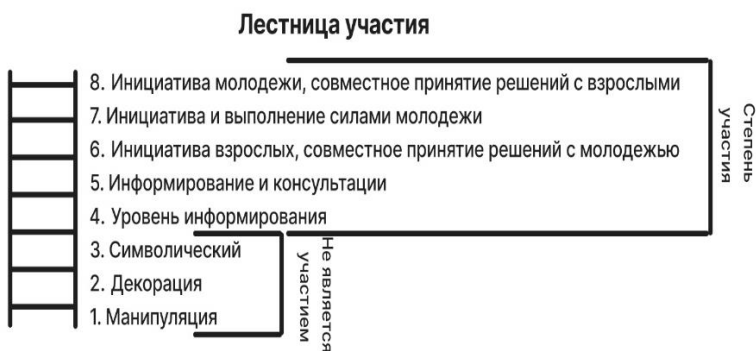 Лестница участия
8. Инициатива молодежи, совместное принятие решений с взрослыми
7. Инициатива и выполнение силами молодежи
6. Инициатива взрослых, совместное принятие решений с молодежью
5. Информирование и консультации
4. Уровень информирования
3. Символический
2. Декорация
1. Манипуляция
Степень
участия
Не является
участием